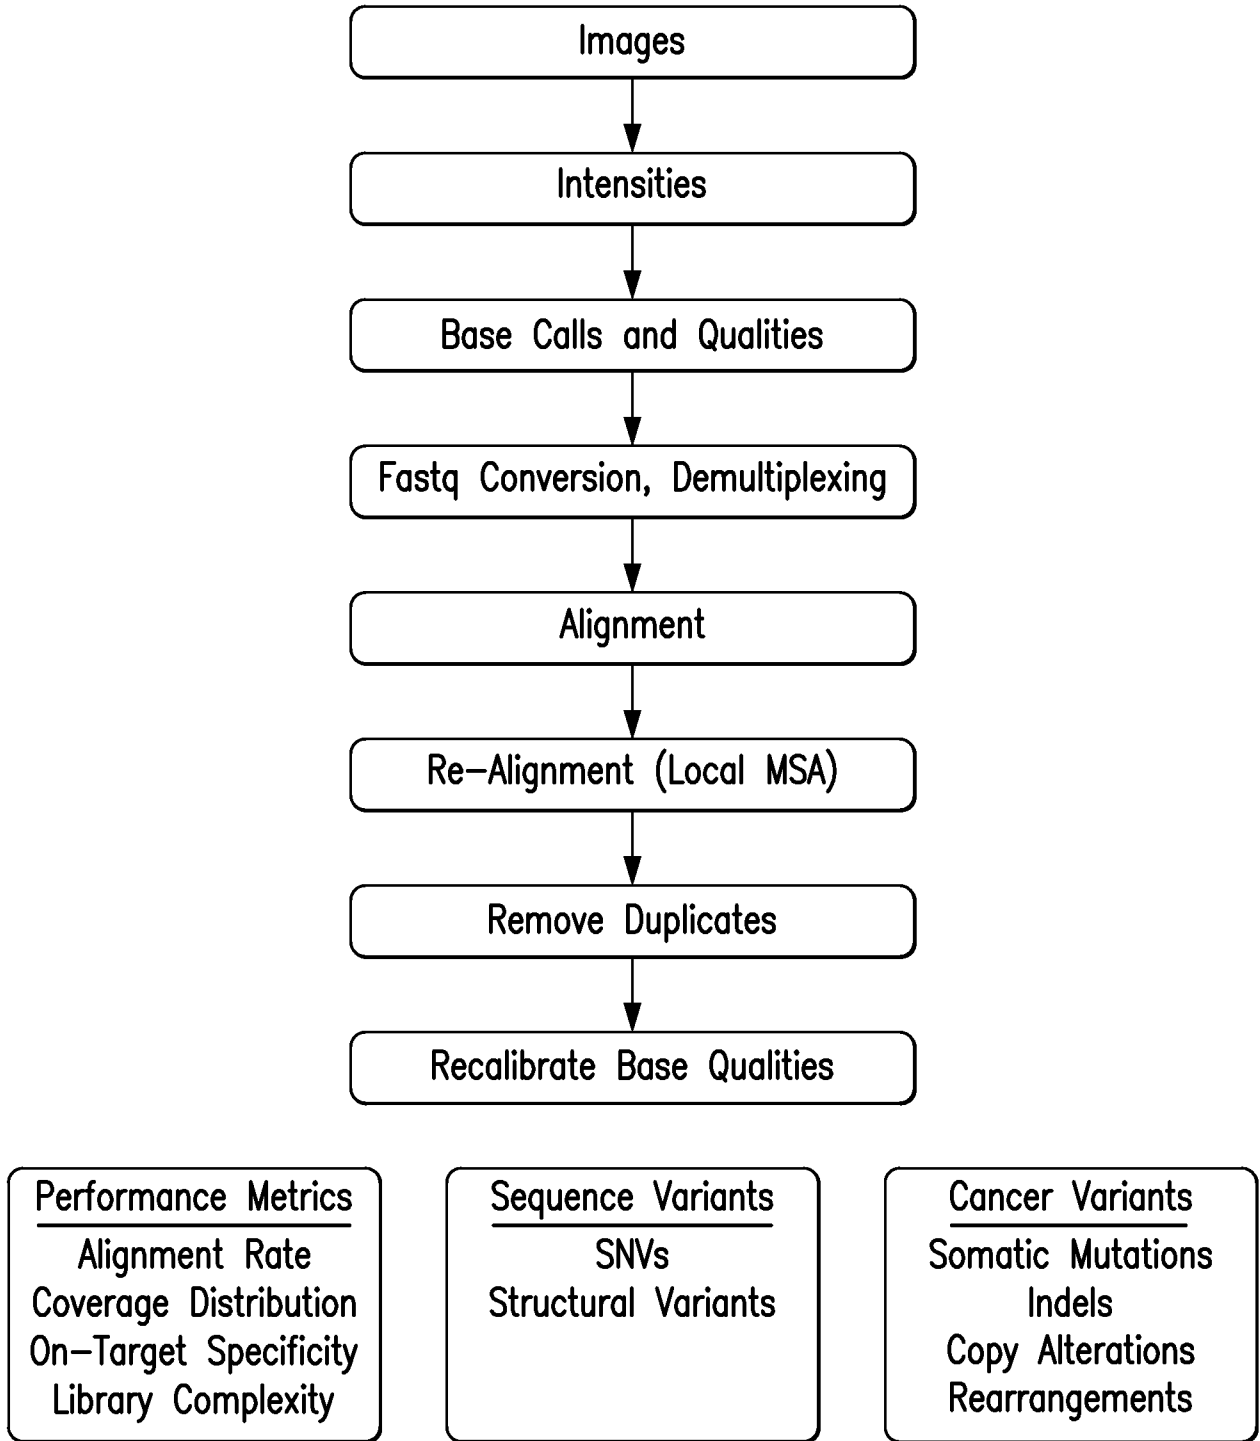 Images
Intensities
Base Calls and Qualities
Fastq Conversion, Demultiplexing
Alignment
Re-Alignment (Local MSA)
Remove Duplicates
Recalibrate Base Qualities
Performance Metrics
Alignment Rate
Coverage Distribution
On-Target Specificity
Library Complexity
Sequence Variants
SNVs
Structural Variants
Cancer Variants
Somatic Mutations
Indels
Copy Alterations
Rearrangements